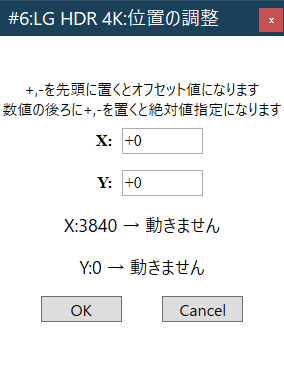 #6:LG HDR 4K:位置の調整
x
+,-を先頭に置くとオフセット値になります
数値の後ろに+,-を置くと絶対値指定になります
X: +0
Y: +0
X:3840 → 動きません
Y:0 → 動きません
OK Cancel